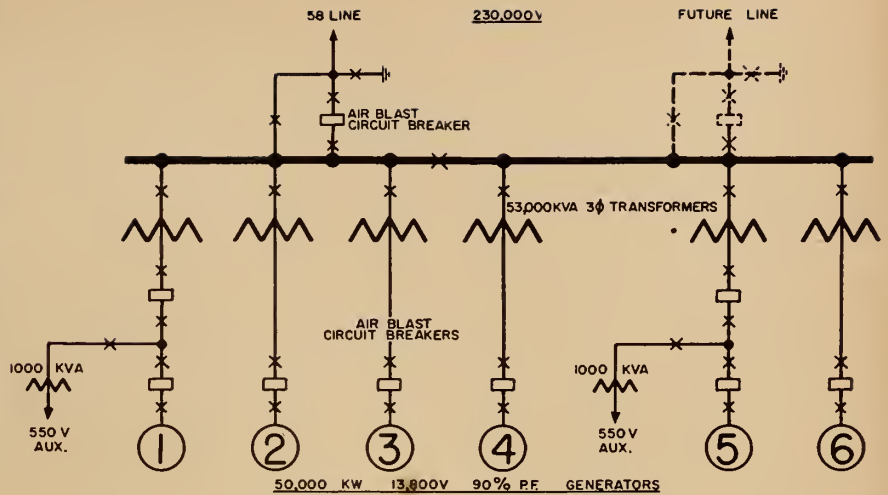 58 LINE
230,000V
FUTURE LINE
AIR BLAST
CIRCUIT BREAKER
53,000KVA 3ϕ TRANSFORMERS
AIR BLAST
CIRCUIT BREAKERS
1000 KVA
1000 KVA
550 V
AUX.
550 V
AUX.
1
2
3
4
5
6
50,000 KW 13,800V 90% P.F. GENERATORS